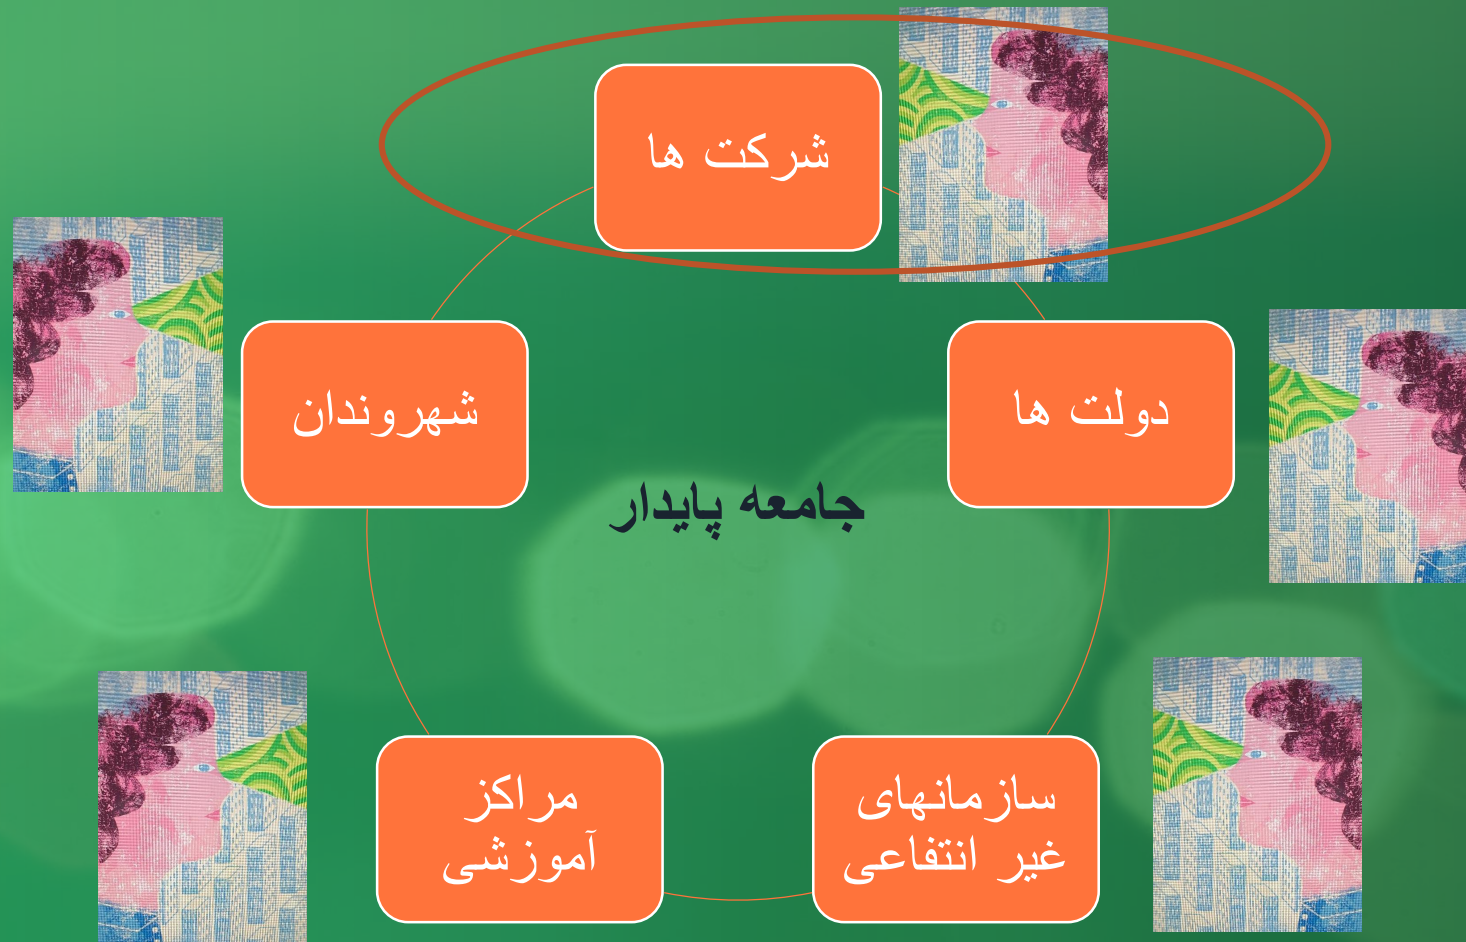 شرکت ها
دولت ها
سازمانهای
غیر انتفاعی
مراکز
آموزشی
شهروندان
جامعه پایدار